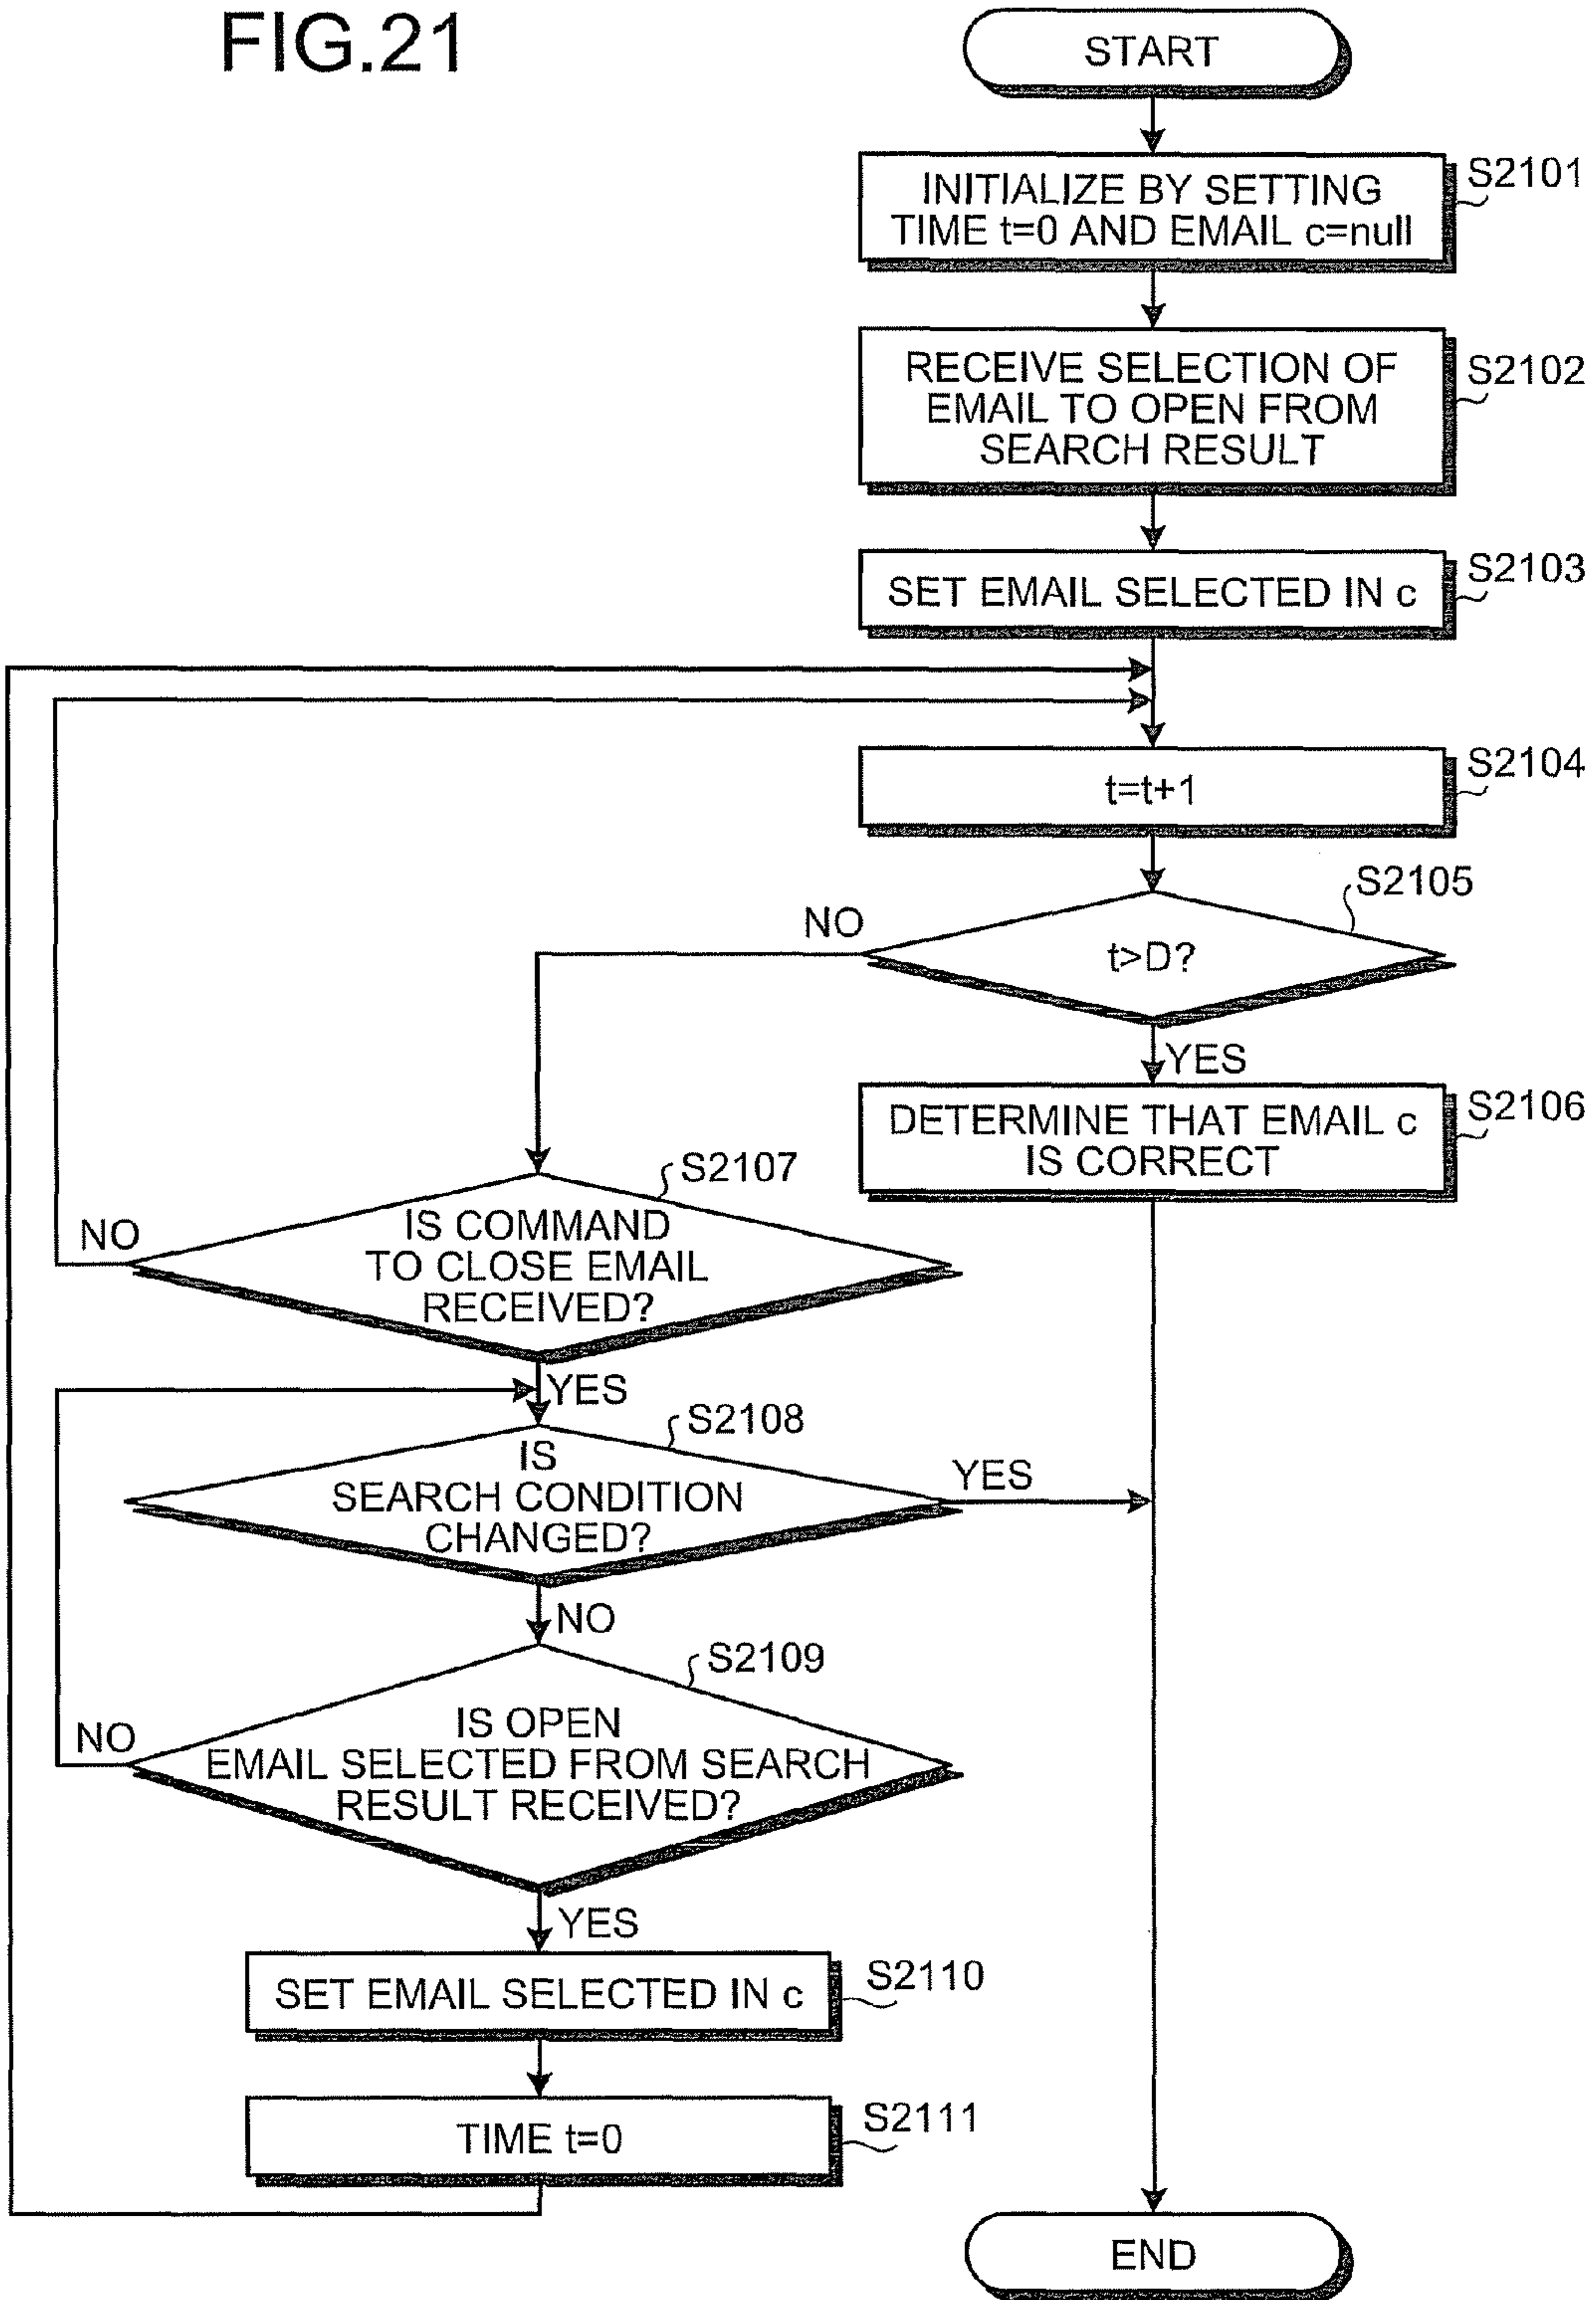 FIG.21
START
S2101
INITIALIZE BY SETTING
TIME t=0 AND EMAIL c=null
S2102
RECEIVE SELECTION OF
EMAIL TO OPEN FROM
SEARCH RESULT
S2103
SET EMAIL SELECTED IN c
S2104
t=t+1
S2105
NO
t>D?
YES
S2106
DETERMINE THAT EMAIL c
IS CORRECT
S2107
NO
IS COMMAND
TO CLOSE EMAIL
RECEIVED?
YES
S2108
IS
SEARCH CONDITION
CHANGED?
YES
NO
S2109
NO
IS OPEN
EMAIL SELECTED FROM SEARCH
RESULT RECEIVED?
YES
S2110
SET EMAIL SELECTED IN c
S2111
TIME t=0
END